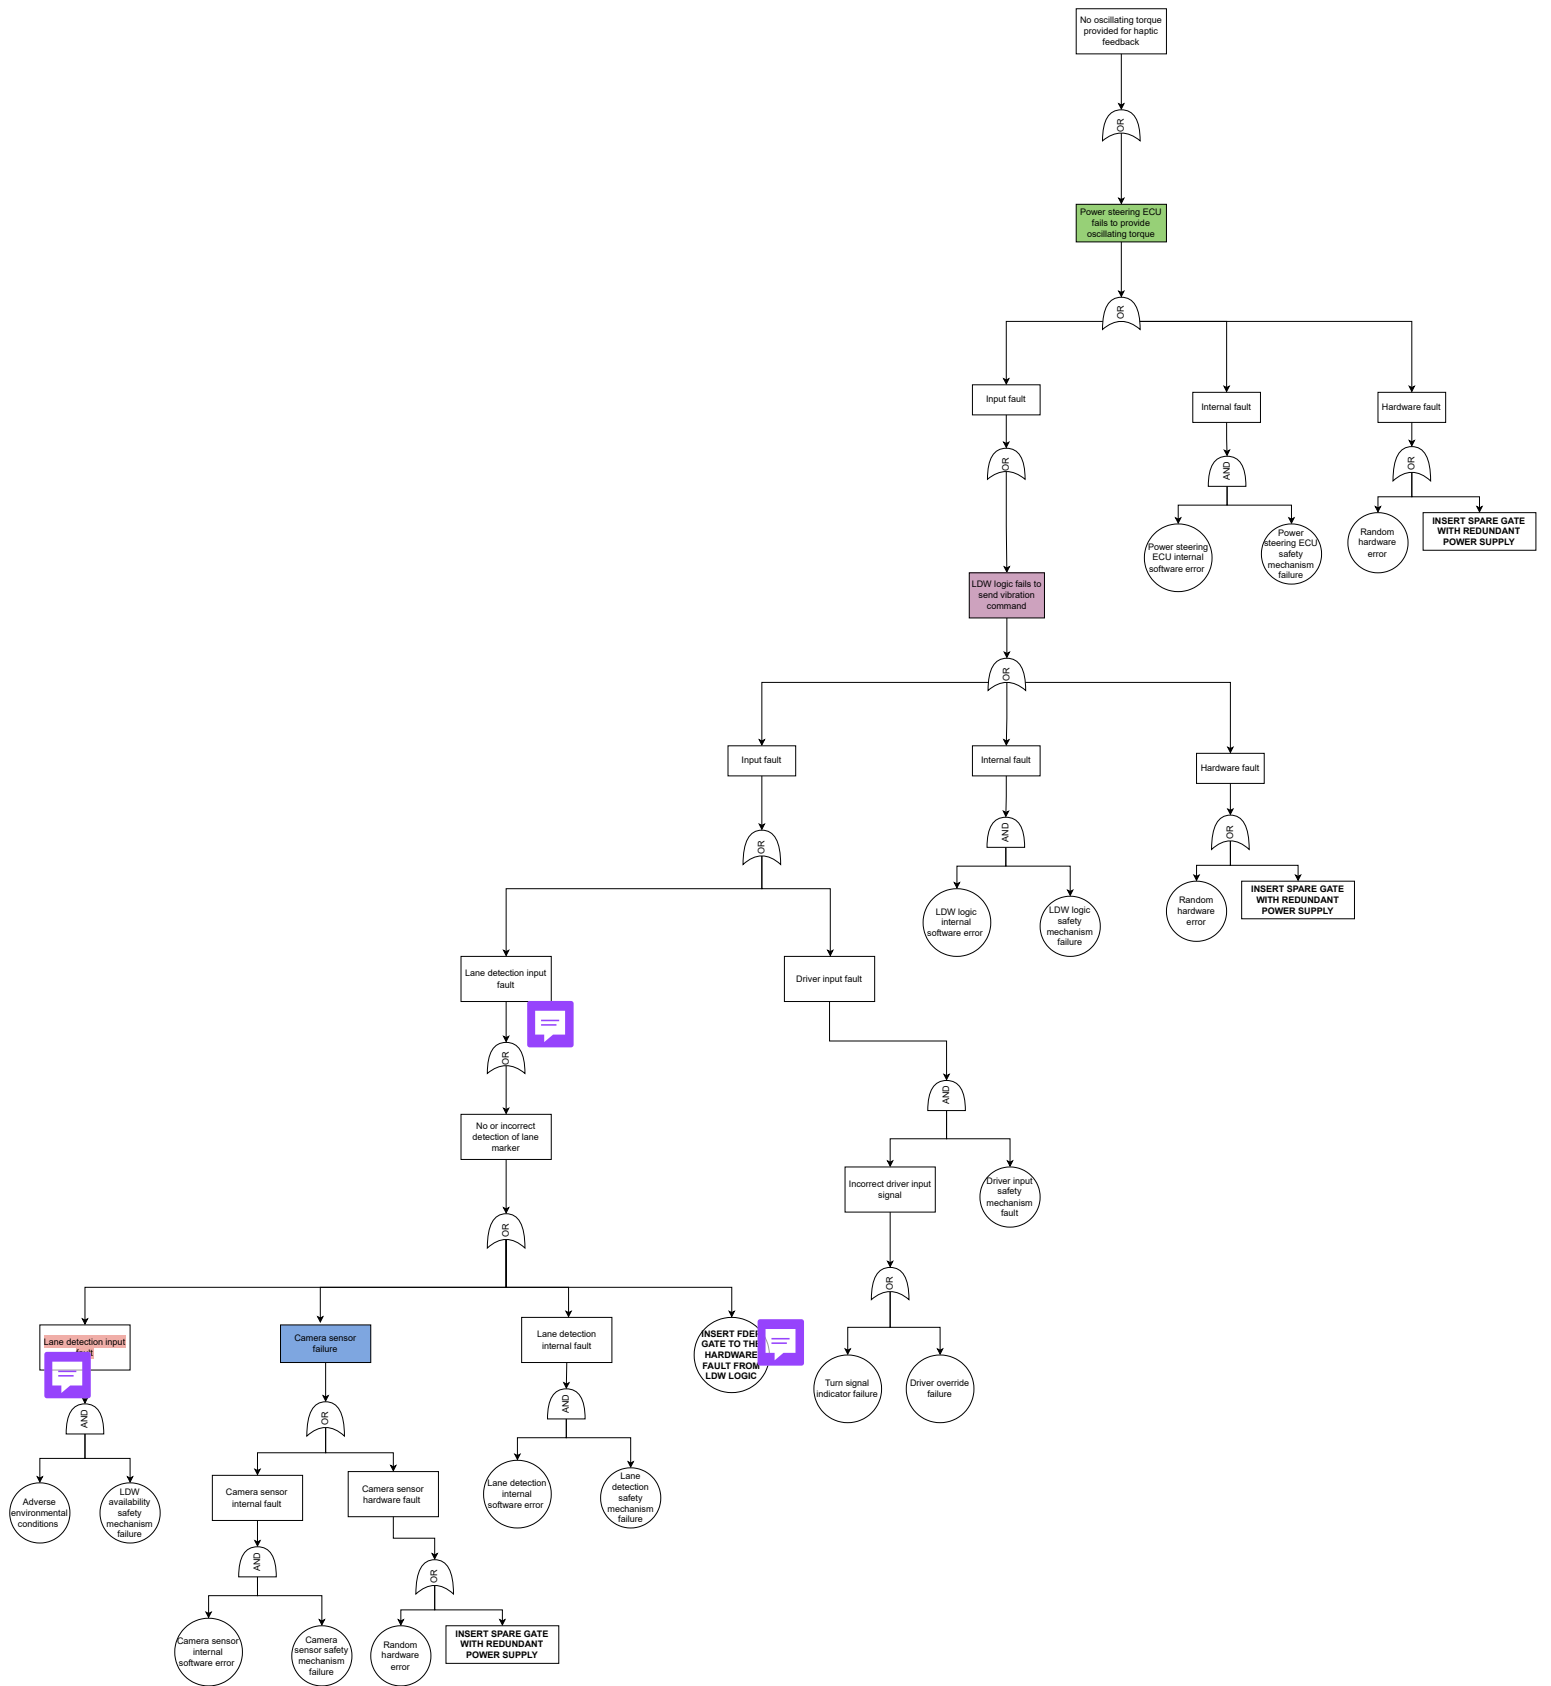 No oscillating torque
provided for haptic
feedback
OR
Power steering ECU
fails to provide
oscillating torque
OR
Input fault
Internal fault
Hardware fault
OR
AND
OR
Power steering
ECU internal
software error
Power
steering ECU
safety
mechanism
failure
Random
hardware
error
INSERT SPARE GATE
WITH REDUNDANT
POWER SUPPLY
LDW logic fails to
send vibration
command
OR
Input fault
Internal fault
Hardware fault
OR
AND
OR
LDW logic
internal
software error
LDW logic
safety
mechanism
failure
Random
hardware
error
INSERT SPARE GATE
WITH REDUNDANT
POWER SUPPLY
Lane detection input
fault
Driver input fault
OR
AND
No or incorrect
detection of lane
marker
Incorrect driver input
signal
Driver input
safety
mechanism
fault
OR
OR
Lane detection input
fault
Camera sensor
failure
Lane detection
internal fault
INSERT FDEP
GATE TO THE
HARDWARE
FAULT FROM
LDW LOGIC
Turn signal
indicator failure
Driver override
failure
AND
OR
AND
Adverse
environmental
conditions
LDW
availability
safety
mechanism
failure
Camera sensor
internal fault
Camera sensor
hardware fault
Lane detection
internal
software error
Lane
detection
safety
mechanism
failure
AND
OR
Camera sensor
internal
software error
Camera
sensor safety
mechanism
failure
Random
hardware
error
INSERT SPARE GATE
WITH REDUNDANT
POWER SUPPLY